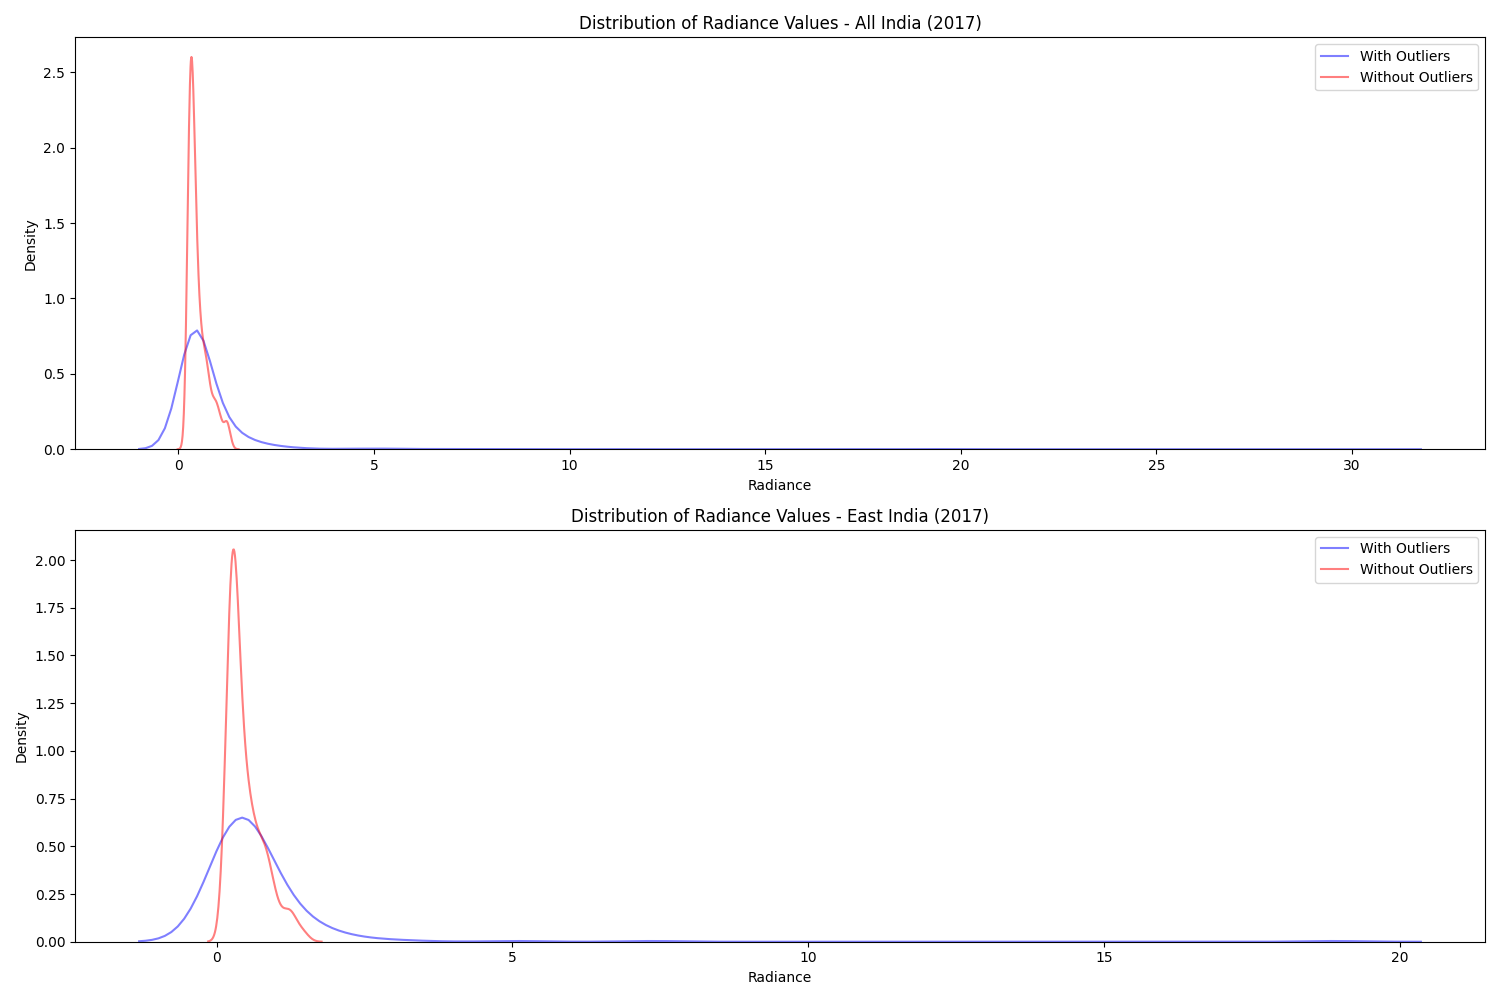 Distribution of Radiance Values - All India (2017)
With Outliers
Without Outliers
2.5
2.0
1.5
1.0
0.5
0.0
Density
0 5 10 15 20 25 30
Radiance
Distribution of Radiance Values - East India (2017)
With Outliers
Without Outliers
2.00
1.75
1.50
1.25
1.00
0.75
0.50
0.25
0.00
Density
0 5 10 15 20
Radiance